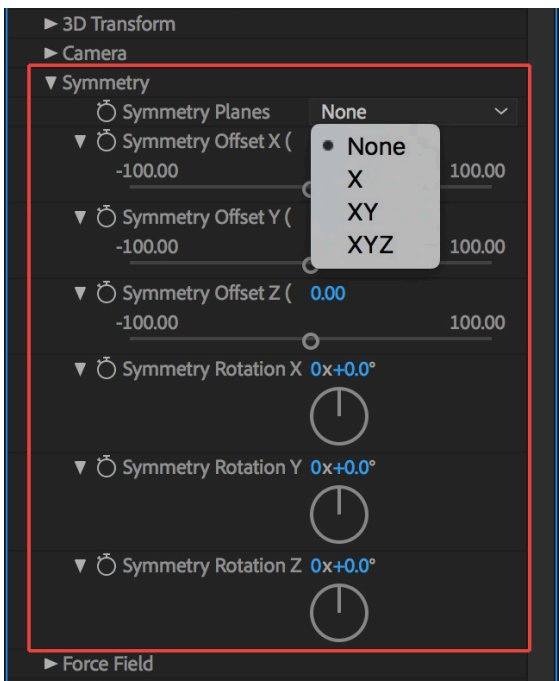 3D Transform
Camera
Symmetry
Symmetry Planes None
Symmetry Offset X (
None
-100.00 100.00
X
Symmetry Offset Y (
XY
-100.00 100.00
XYZ
Symmetry Offset Z ( 0.00
-100.00 100.00
Symmetry Rotation X 0x+0.0°
Symmetry Rotation Y 0x+0.0°
Symmetry Rotation Z 0x+0.0°
Force Field